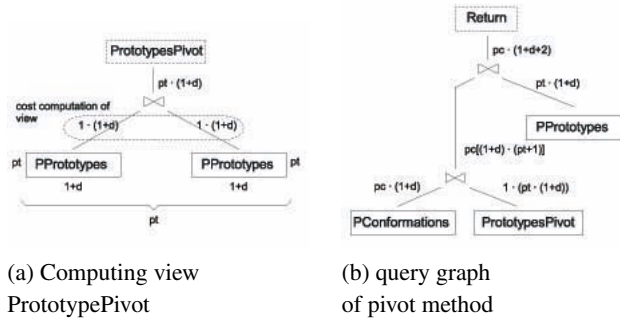 PrototypesPivot
pt · (1+d)
cost computation of
view
1 · (1+d)
1 · (1+d)
pt
PPrototypes
PPrototypes
pt
1+d
1+d
pt
(a) Computing view
PrototypePivot
Return
pc · (1+d+2)
pt · (1+d)
PPrototypes
pc[(1+d) · (pt+1)]
pc · (1+d)
1 · (pt · (1+d))
PConformations
PrototypesPivot
(b) query graph
of pivot method